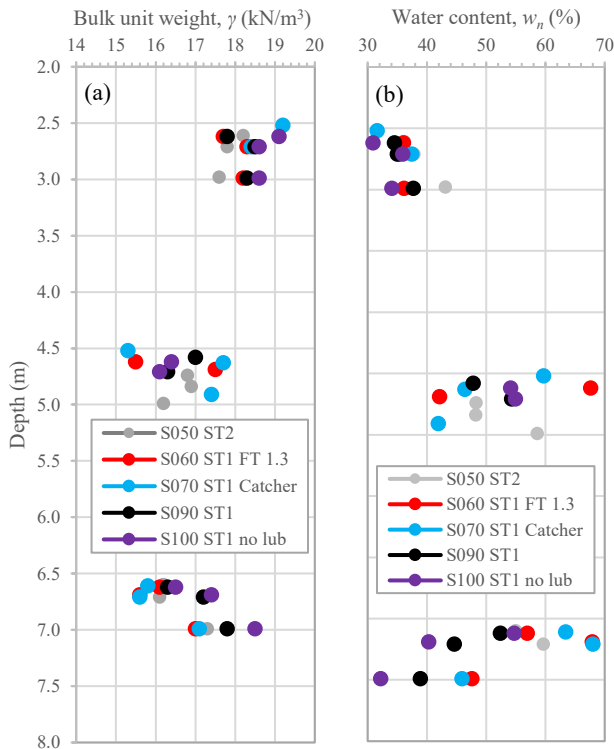 Bulk unit weight, γ (kN/m³)
14 15 16 17 18 19 20
Water content, wₙ (%)
30 40 50 60 70
Depth (m)
2.0
2.5
3.0
3.5
4.0
4.5
5.0
5.5
6.0
6.5
7.0
7.5
8.0
(a)
S050 ST2
S060 ST1 FT 1.3
S070 ST1 Catcher
S090 ST1
S100 ST1 no lub
(b)
S050 ST2
S060 ST1 FT 1.3
S070 ST1 Catcher
S090 ST1
S100 ST1 no lub